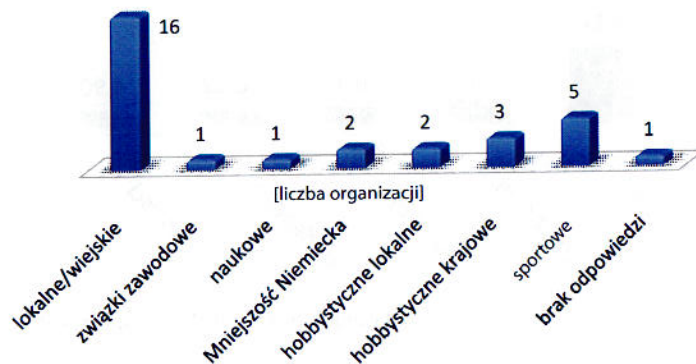 16
1
1
2
2
3
5
1
[liczba organizacji]
lokalne/wiejskie
związki zawodowe
naukowe
Mniejszość Niemiecka
hobbystyczne lokalne
hobbystyczne krajowe
sportowe
brak odpowiedzi